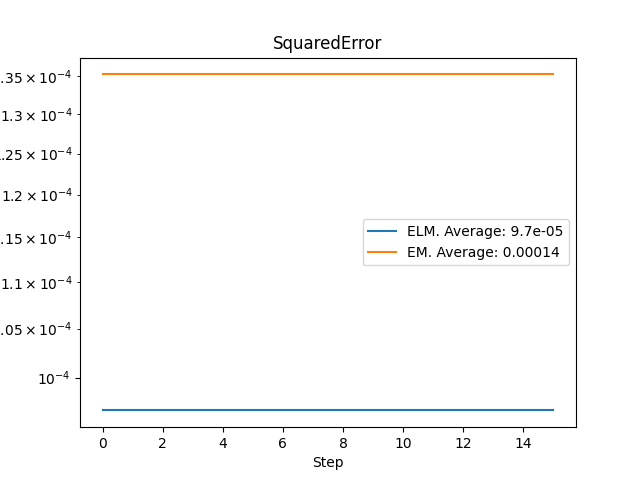 SquaredError
.35 × 10⁻⁴
1.3 × 10⁻⁴
.25 × 10⁻⁴
1.2 × 10⁻⁴
.15 × 10⁻⁴
1.1 × 10⁻⁴
.05 × 10⁻⁴
10⁻⁴
ELM. Average: 9.7e-05
EM. Average: 0.00014
0 2 4 6 8 10 12 14
Step